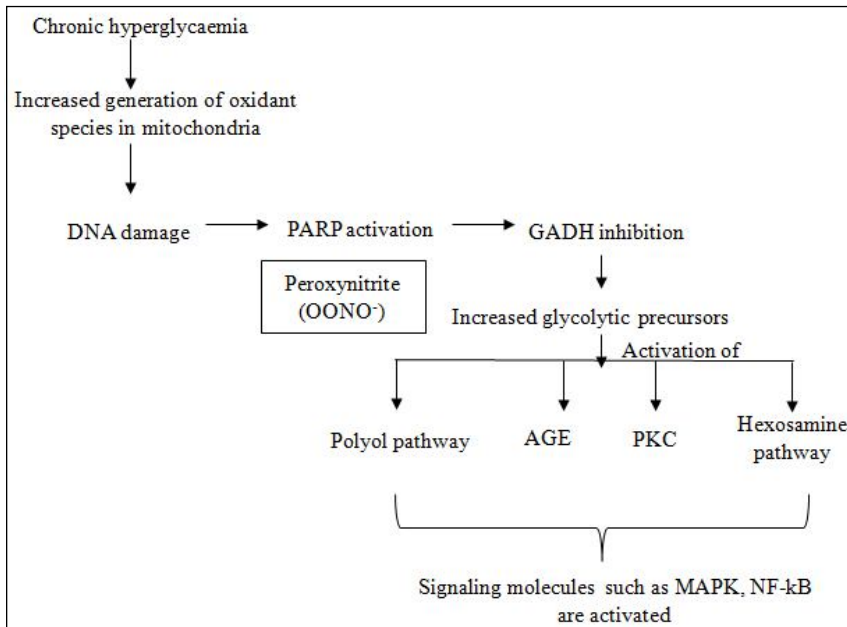 Chronic hyperglycaemia
Increased generation of oxidant
species in mitochondria
DNA damage
PARP activation
GADH inhibition
Peroxynitrite
(OONO⁻)
Increased glycolytic precursors
Activation of
Polyol pathway
AGE
PKC
Hexosamine
pathway
Signaling molecules such as MAPK, NF-kB
are activated